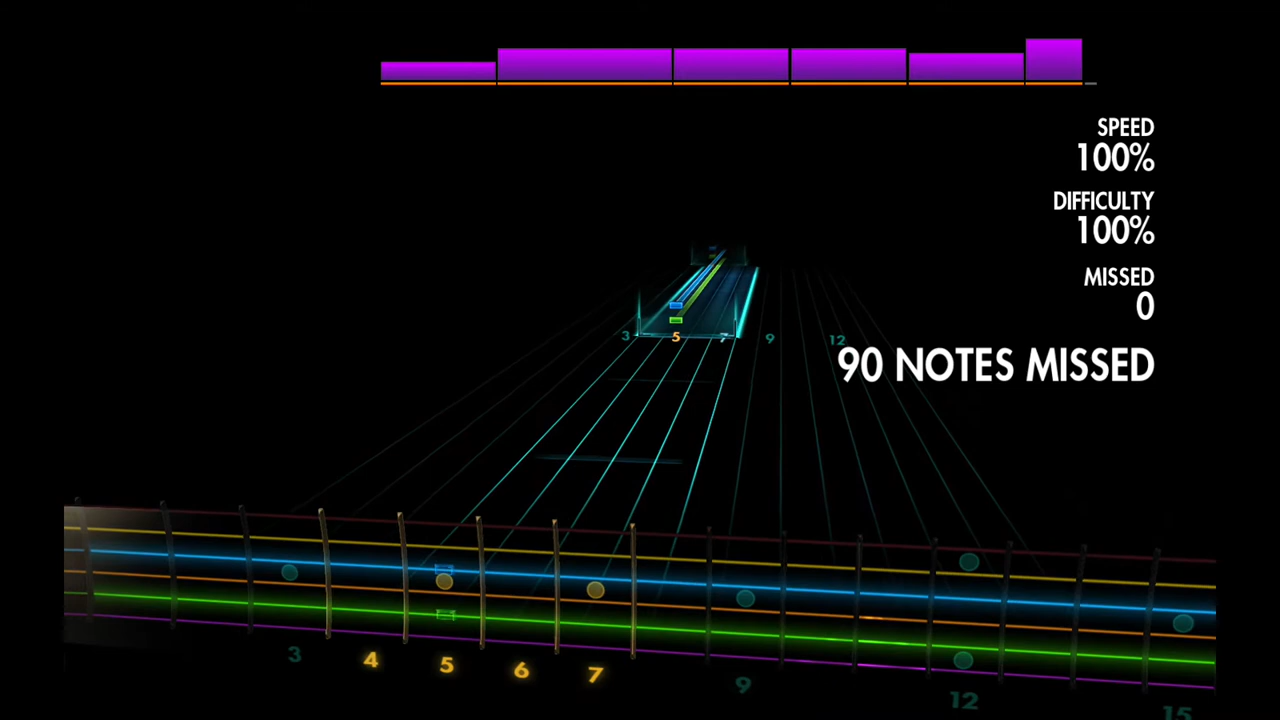 SPEED
100%
DIFFICULTY
100%
MISSED
0
90 NOTES MISSED
3 5 7 9 12
3 4 5 6 7 9 12 15